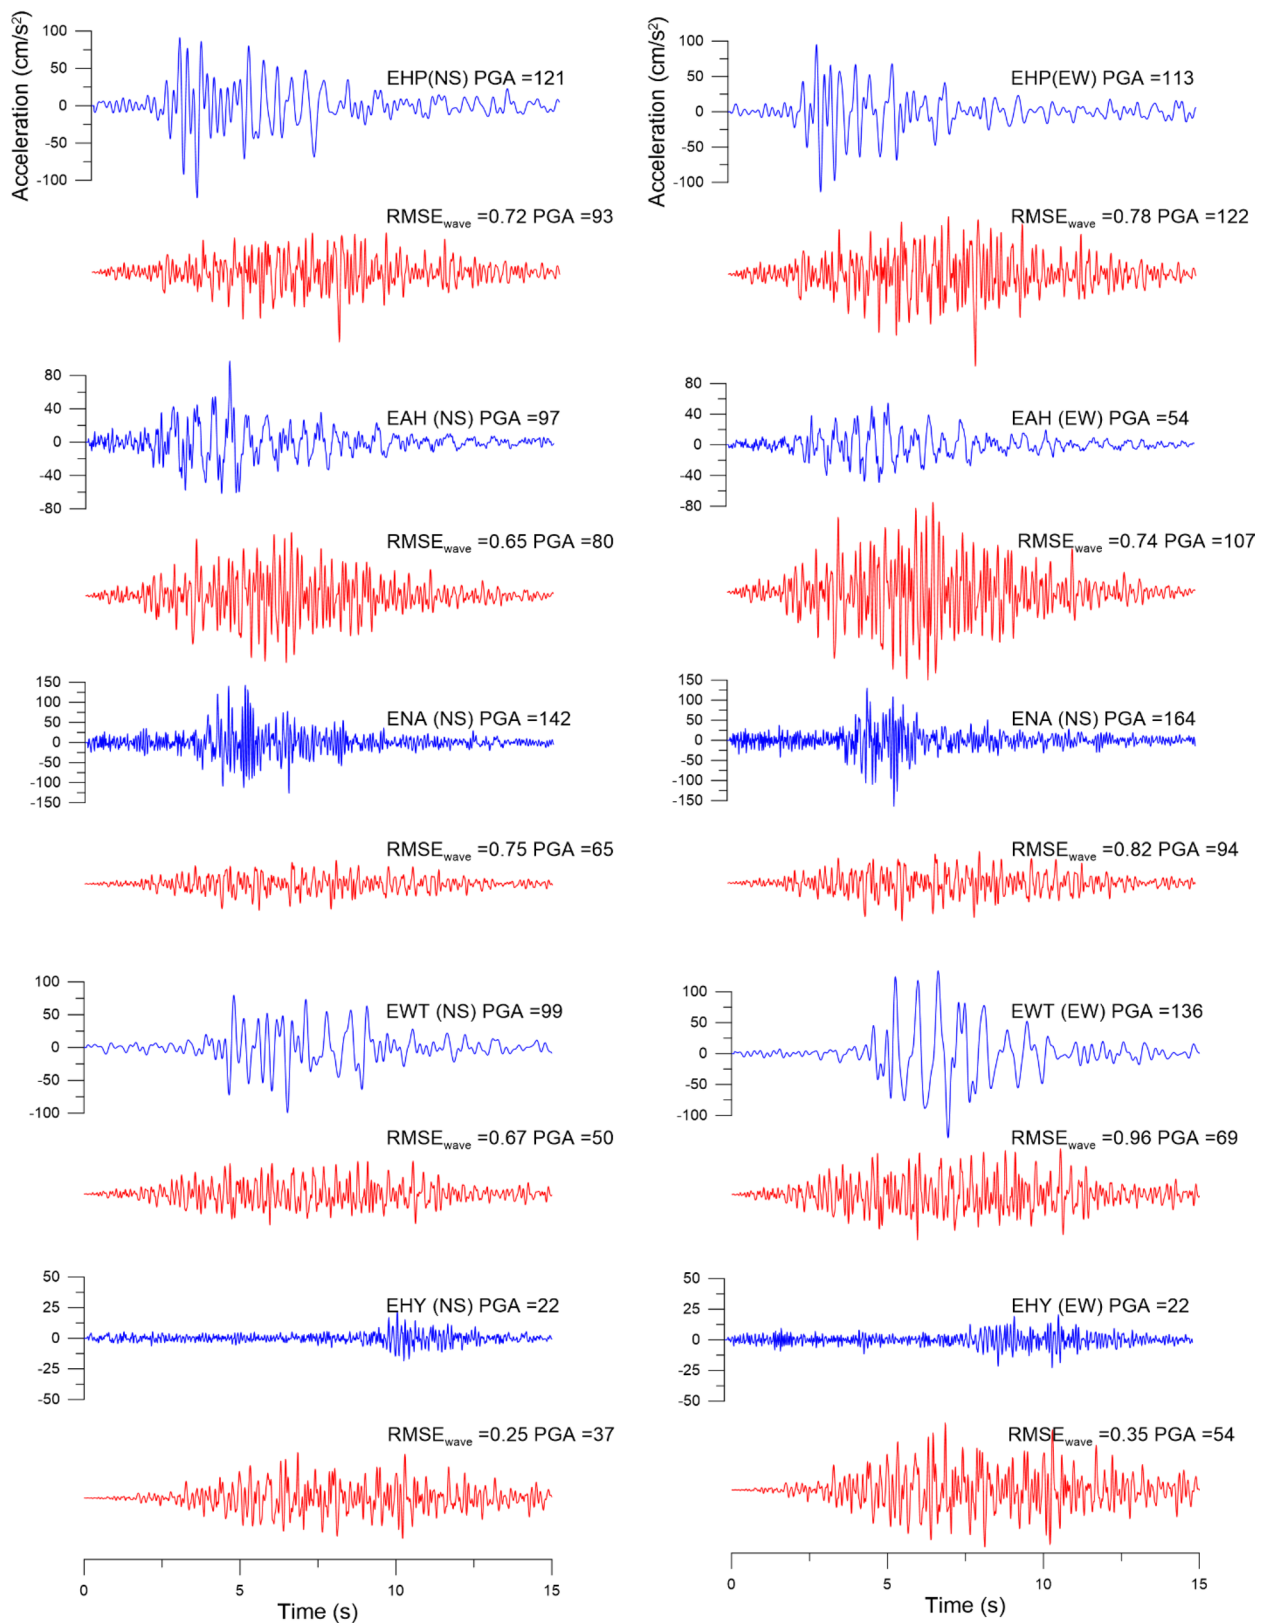 Acceleration (cm/s²)
100
50
0
-50
-100
EHP(NS) PGA =121
RMSEwave =0.72 PGA =93
80
40
0
-40
-80
EAH (NS) PGA =97
RMSEwave =0.65 PGA =80
150
100
50
0
-50
-100
-150
ENA (NS) PGA =142
RMSEwave =0.75 PGA =65
100
50
0
-50
-100
EWT (NS) PGA =99
RMSEwave =0.67 PGA =50
50
25
0
-25
-50
EHY (NS) PGA =22
RMSEwave =0.25 PGA =37
0 5 10 15
Time (s)
Acceleration (cm/s²)
100
50
0
-50
-100
EHP(EW) PGA =113
RMSEwave =0.78 PGA =122
80
40
0
-40
-80
EAH (EW) PGA =54
RMSEwave =0.74 PGA =107
150
100
50
0
-50
-100
-150
ENA (NS) PGA =164
RMSEwave =0.82 PGA =94
100
50
0
-50
-100
EWT (EW) PGA =136
RMSEwave =0.96 PGA =69
50
25
0
-25
-50
EHY (EW) PGA =22
RMSEwave =0.35 PGA =54
0 5 10 15
Time (s)